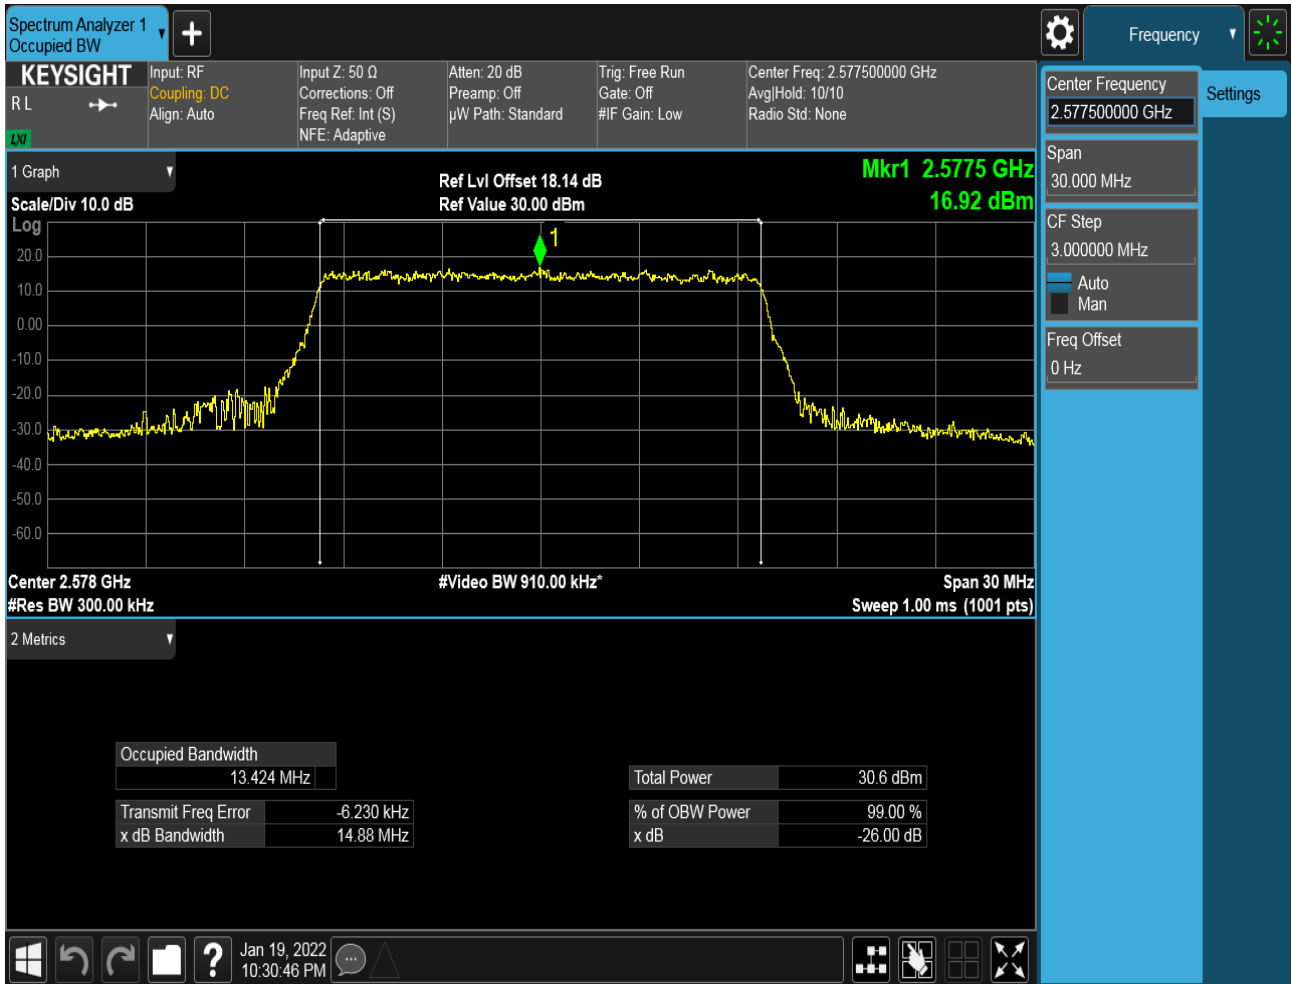 Spectrum Analyzer 1
Occupied BW
Frequency
KEYSIGHT
R L
LXI
Input: RF
Coupling: DC
Align: Auto
Input Z: 50 Ω
Corrections: Off
Freq Ref: Int (S)
NFE: Adaptive
Atten: 20 dB
Preamp: Off
µW Path: Standard
Trig: Free Run
Gate: Off
#IF Gain: Low
Center Freq: 2.577500000 GHz
Avg|Hold: 10/10
Radio Std: None
Center Frequency
2.577500000 GHz
Settings
Span
30.000 MHz
CF Step
3.000000 MHz
Auto
Man
Freq Offset
0 Hz
1 Graph
Scale/Div 10.0 dB
Ref Lvl Offset 18.14 dB
Ref Value 30.00 dBm
Mkr1 2.5775 GHz
16.92 dBm
Log
1
20.0
10.0
0.00
-10.0
-20.0
-30.0
-40.0
-50.0
-60.0
Center 2.578 GHz
#Video BW 910.00 kHz*
Span 30 MHz
#Res BW 300.00 kHz
Sweep 1.00 ms (1001 pts)
2 Metrics
Occupied Bandwidth
13.424 MHz
Total Power 30.6 dBm
Transmit Freq Error -6.230 kHz
% of OBW Power 99.00 %
x dB Bandwidth 14.88 MHz
x dB -26.00 dB
?
Jan 19, 2022
10:30:46 PM